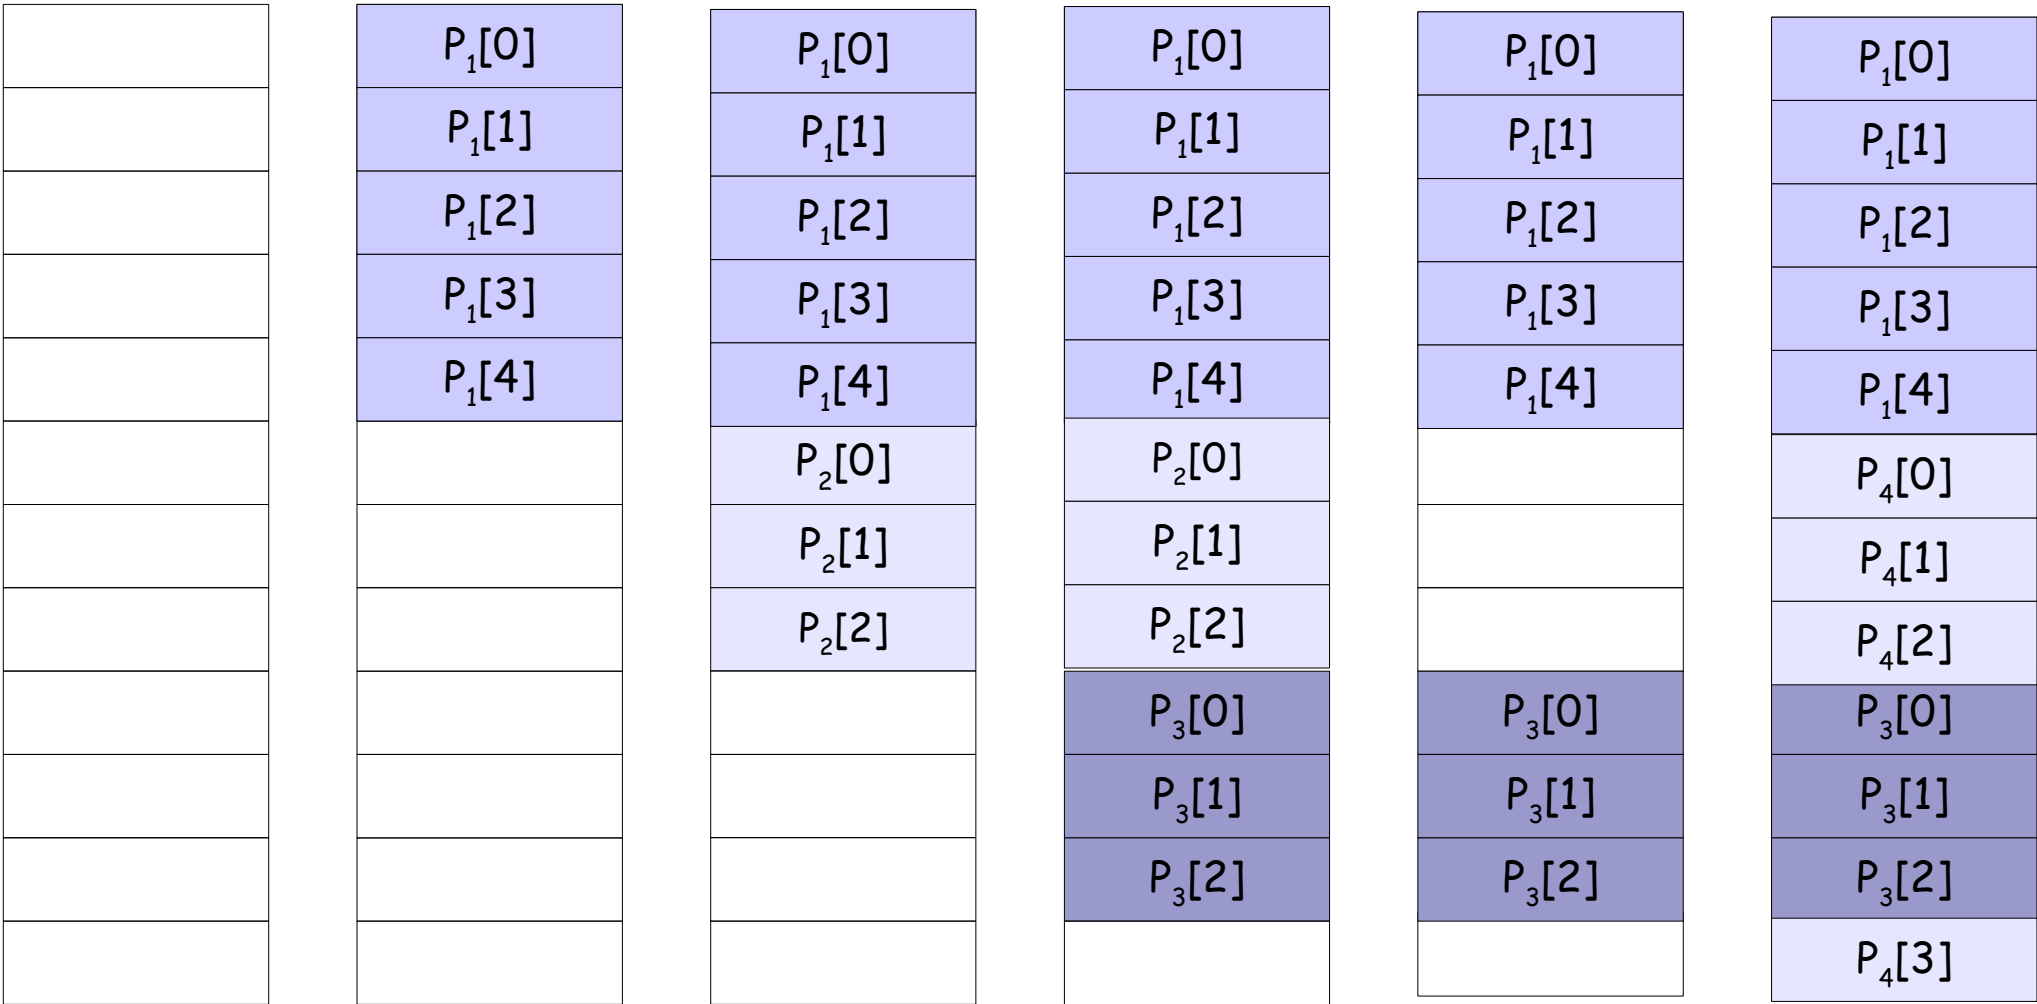 P₁[0]
P₁[1]
P₁[2]
P₁[3]
P₁[4]
P₁[0]
P₁[1]
P₁[2]
P₁[3]
P₁[4]
P₂[0]
P₂[1]
P₂[2]
P₁[0]
P₁[1]
P₁[2]
P₁[3]
P₁[4]
P₂[0]
P₂[1]
P₂[2]
P₃[0]
P₃[1]
P₃[2]
P₁[0]
P₁[1]
P₁[2]
P₁[3]
P₁[4]
P₃[0]
P₃[1]
P₃[2]
P₁[0]
P₁[1]
P₁[2]
P₁[3]
P₁[4]
P₄[0]
P₄[1]
P₄[2]
P₃[0]
P₃[1]
P₃[2]
P₄[3]